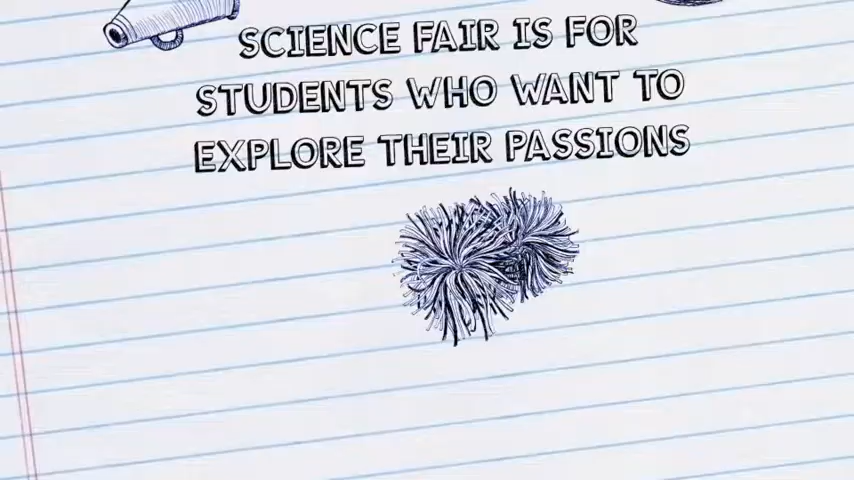 SCIENCE FAIR IS FOR
STUDENTS WHO WANT TO
EXPLORE THEIR PASSIONS